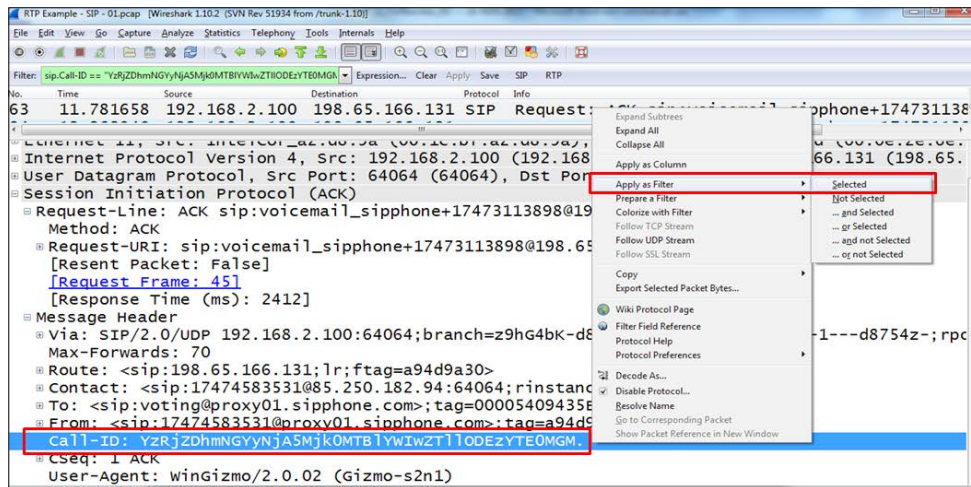 RTP Example - SIP - 01.pcap [Wireshark 1.10.2 (SVN Rev 51934 from /trunk-1.10)]
File Edit View Go Capture Analyze Statistics Telephony Tools Internals Help
Filter: sip.Call-ID == Expression... Clear Apply Save SIP RTP
No. Time Source Destination Protocol Info
63 11.781658 192.168.2.100 198.65.166.131 SIP Request:
Internet Protocol Version 4, Src: 192.168.2.100 (192.168 66.131 (198.65.
User Datagram Protocol, Src Port: 64064 (64064), Dst Por
Session Initiation Protocol (ACK)
Request-Line: ACK sip:voicemail_sipphone+17473113898@19
Method: ACK
Request-URI: sip:voicemail_sipphone+17473113898@198.65
[Resent Packet: False]
[Request Frame: 45]
[Response Time (ms): 2412]
Message Header
Via: SIP/2.0/UDP 192.168.2.100:64064;branch=z9hG4bK-d8 -1---d8754z-;rpo
Max-Forwards: 70
Route: <sip:198.65.166.131;lr;ftag=a94d9a30>
Contact: <sip:17474583531@85.250.182.94:64064;rinstanc
To: <sip:voting@proxy01.sipphone.com>;tag=00005409435E
From: <sip:17474583531@proxy01.sipphone.com>;tag=a94d9
Call-ID: YzRjZDhmNGYyNjA5Mjk0MTBlYWIwZTllODEzYTE0MGM.
CSeq: 1 ACK
User-Agent: WinGizmo/2.0.02 (Gizmo-s2n1)
Expand Subtrees
Expand All
Collapse All
Apply as Column
Apply as Filter
Prepare a Filter
Colorize with Filter
Follow TCP Stream
Follow UDP Stream
Follow SSL Stream
Copy
Export Selected Packet Bytes...
Wiki Protocol Page
Filter Field Reference
Protocol Help
Protocol Preferences
Decode As...
Disable Protocol...
Resolve Name
Go to Corresponding Packet
Show Packet Reference in New Window
Selected
Not Selected
... and Selected
... or Selected
... and not Selected
... or not Selected